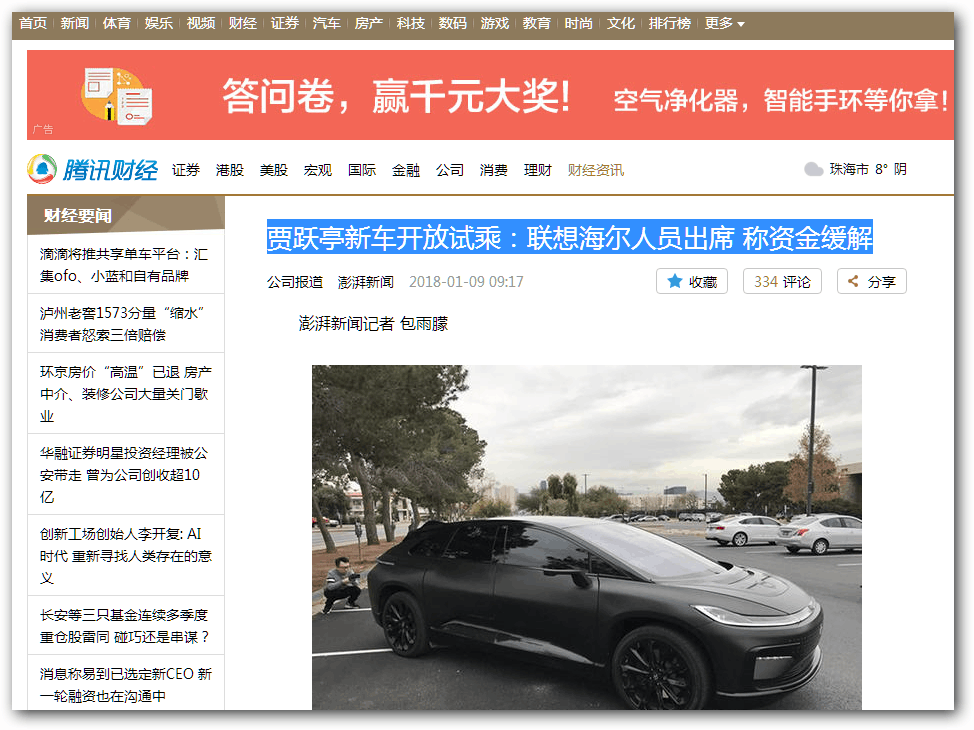 首页 新闻 体育 娱乐 视频 财经 证券 汽车 房产 科技 数码 游戏 教育 时尚 文化 排行榜 更多
答问卷，赢千元大奖! 空气净化器，智能手环等你拿!
广告
腾讯财经 证券 港股 美股 宏观 国际 金融 公司 消费 理财 财经资讯 珠海市 8° 阴
财经要闻
滴滴将推共享单车平台：汇
集ofo、小蓝和自有品牌
泸州老窖1573分量“缩水”
消费者怒索三倍赔偿
环京房价“高温”已退 房产
中介、装修公司大量关门歇
业
华融证券明星投资经理被公
安带走 曾为公司创收超10
亿
创新工场创始人李开复: AI
时代 重新寻找人类存在的意
义
长安等三只基金连续多季度
重仓股雷同 碰巧还是串谋？
消息称易到已选定新CEO 新
一轮融资也在沟通中
贾跃亭新车开放试乘：联想海尔人员出席 称资金缓解
公司报道 澎湃新闻 2018-01-09 09:17 收藏 334 评论 分享
澎湃新闻记者 包雨朦